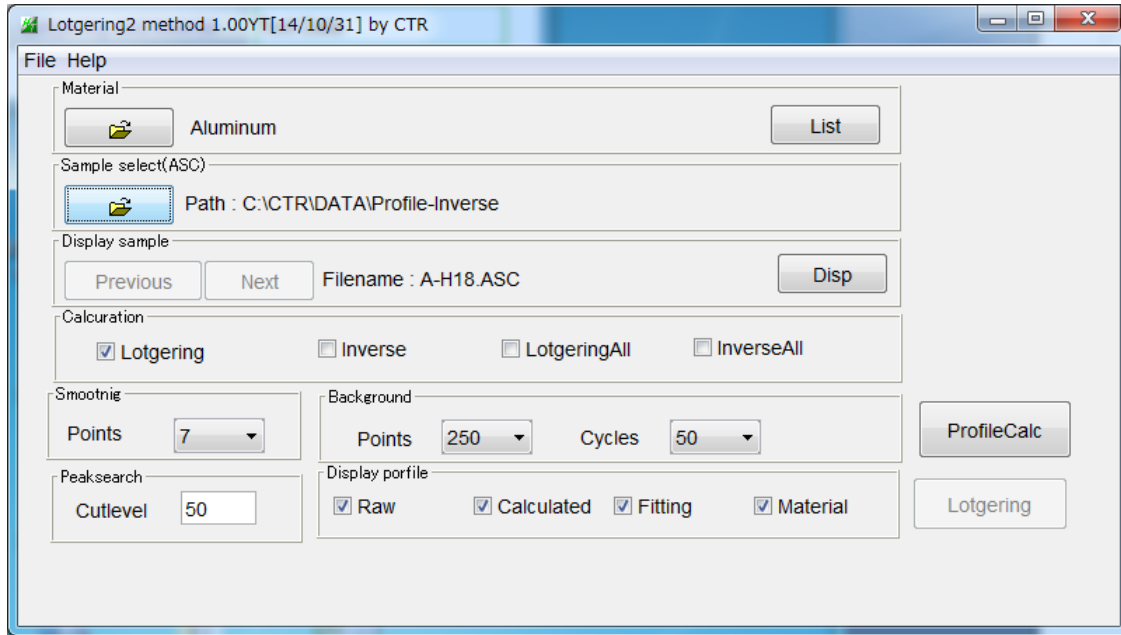 Lotgering2 method 1.00YT[14/10/31] by CTR
File Help
Material
Aluminum List
Sample select(ASC)
Path : C:\CTR\DATA\Profile-Inverse
Display sample
Previous Next Filename : A-H18.ASC Disp
Calcuration
Lotgering Inverse LotgeringAll InverseAll
Smootnig Background
Points 7 Points 250 Cycles 50 ProfileCalc
Peaksearch Display porfile
Cutlevel 50 Raw Calculated Fitting Material Lotgering